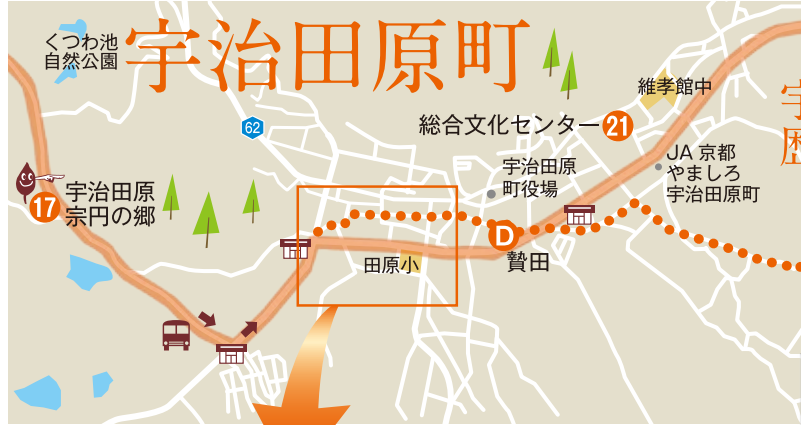 くつわ池
自然公園
宇治田原町
維孝館中
総合文化センター
21
62
JA 京都
やましろ
宇治田原町
宇治田原
町役場
17
宇治田原
宗円の郷
D
贄田
田原小
宇
歴